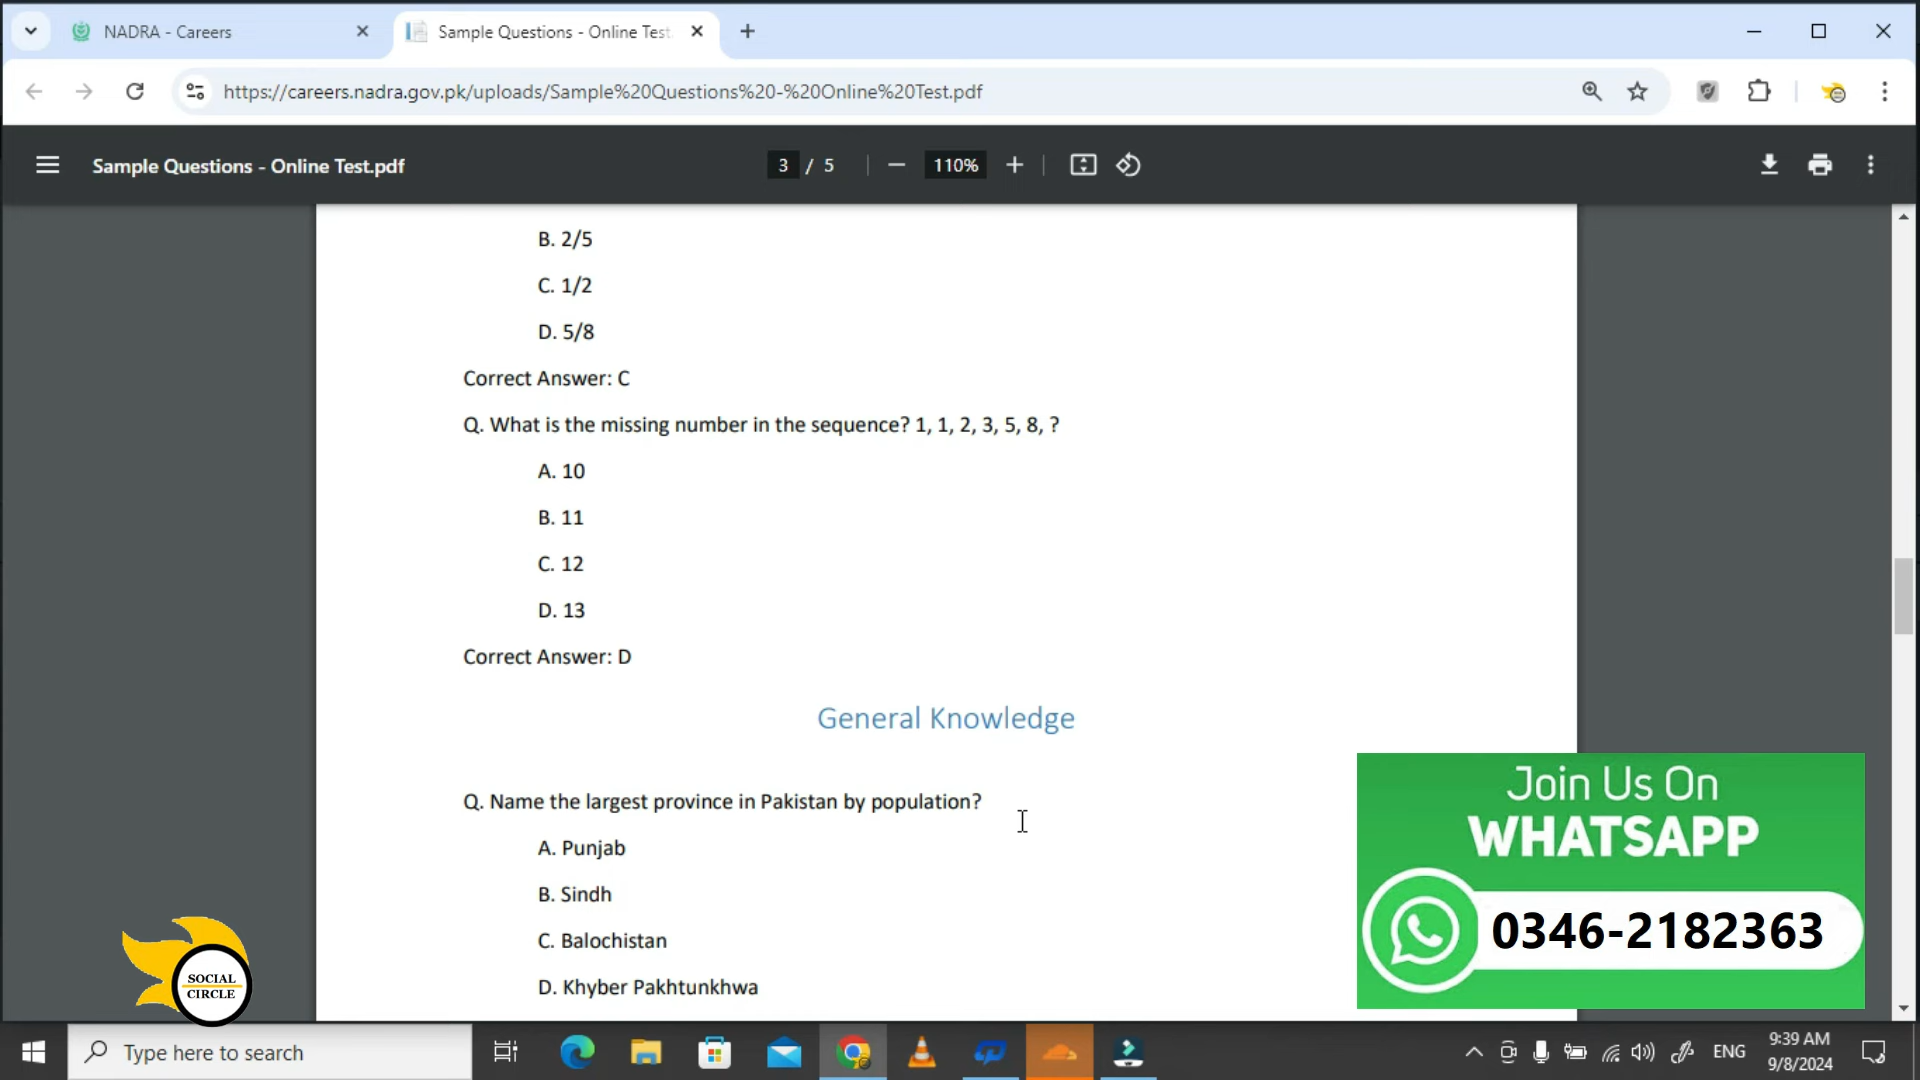 NADRA - Careers
Sample Questions - Online Test
https://careers.nadra.gov.pk/uploads/Sample%20Questions%20-%20Online%20Test.pdf
Sample Questions - Online Test.pdf
3 / 5
110%
B. 2/5
C. 1/2
D. 5/8
Correct Answer: C
Q. What is the missing number in the sequence? 1, 1, 2, 3, 5, 8, ?
A. 10
B. 11
C. 12
D. 13
Correct Answer: D
General Knowledge
Q. Name the largest province in Pakistan by population?
A. Punjab
B. Sindh
C. Balochistan
D. Khyber Pakhtunkhwa
Join Us On
WHATSAPP
0346-2182363
SOCIAL
CIRCLE
Type here to search
ENG
9:39 AM
9/8/2024